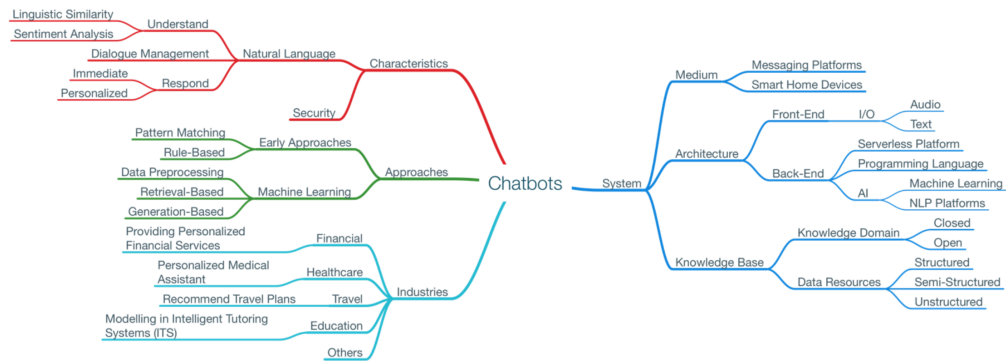 Chatbots
Characteristics
Natural Language
Understand
Linguistic Similarity
Sentiment Analysis
Dialogue Management
Respond
Immediate
Personalized
Security
Approaches
Early Approaches
Pattern Matching
Rule-Based
Machine Learning
Data Preprocessing
Retrieval-Based
Generation-Based
Industries
Financial
Providing Personalized
Financial Services
Healthcare
Personalized Medical
Assistant
Travel
Recommend Travel Plans
Education
Modelling in Intelligent Tutoring
Systems (ITS)
Others
System
Medium
Messaging Platforms
Smart Home Devices
Architecture
Front-End
I/O
Audio
Text
Back-End
Serverless Platform
Programming Language
AI
Machine Learning
NLP Platforms
Knowledge Base
Knowledge Domain
Closed
Open
Data Resources
Structured
Semi-Structured
Unstructured